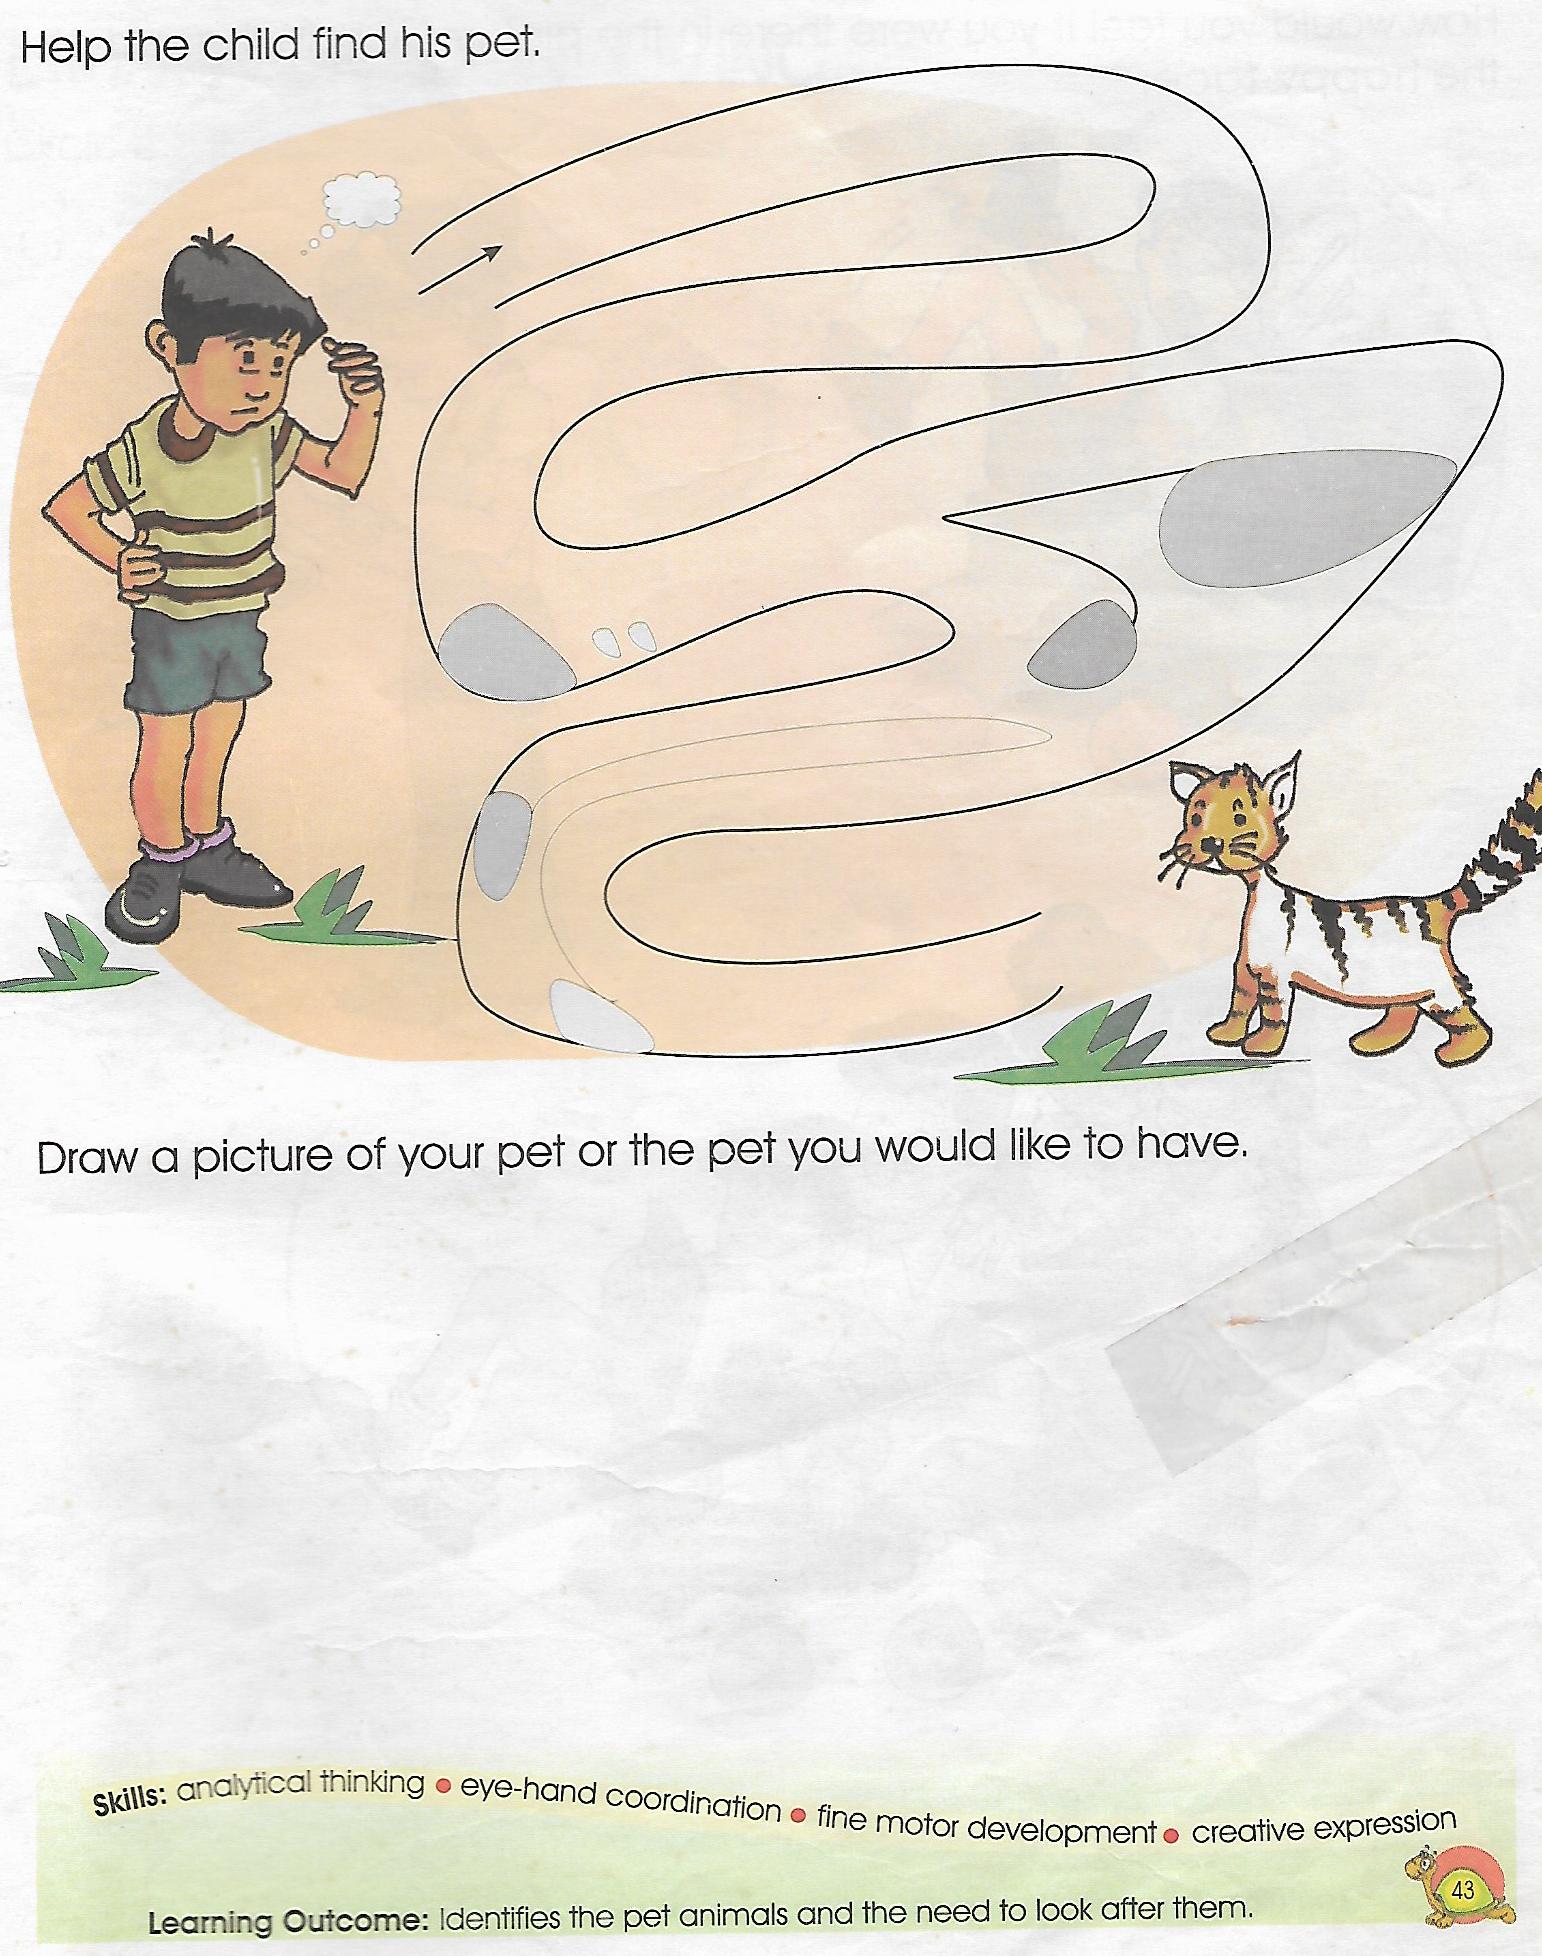 Help the child find his pet.
Draw a picture of your pet or the pet you would like to have.
Skills: analytical thinking • eye-hand coordination • fine motor development • creative expression
43
Learning Outcome: Identifies the pet animals and the need to look after them.